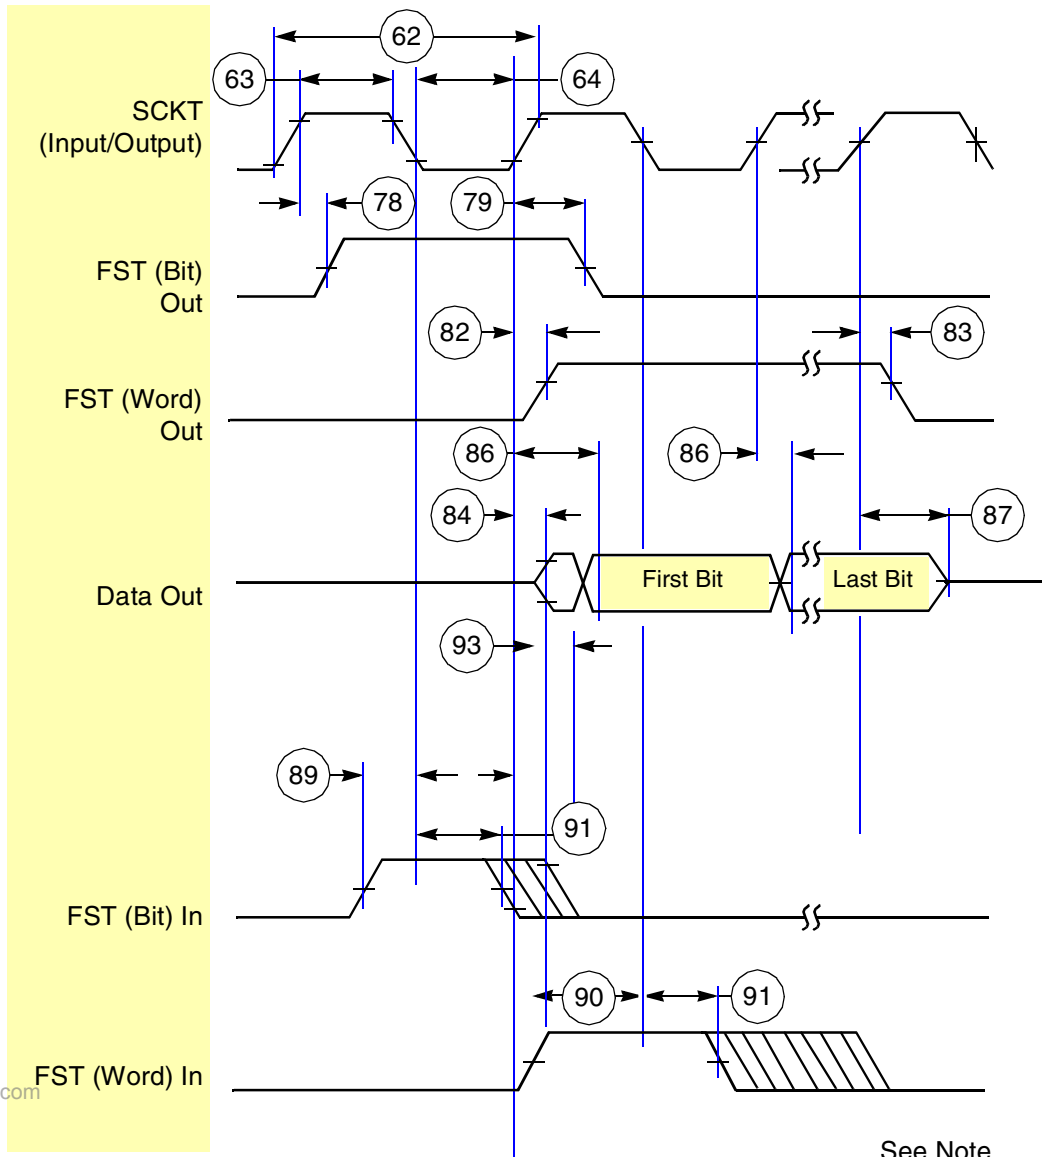 62
63
64
SCKT
(Input/Output)
78
79
FST (Bit)
Out
82
83
FST (Word)
Out
86
86
84
87
First Bit
Last Bit
Data Out
93
89
91
FST (Bit) In
90
91
FST (Word) In
com
See Note